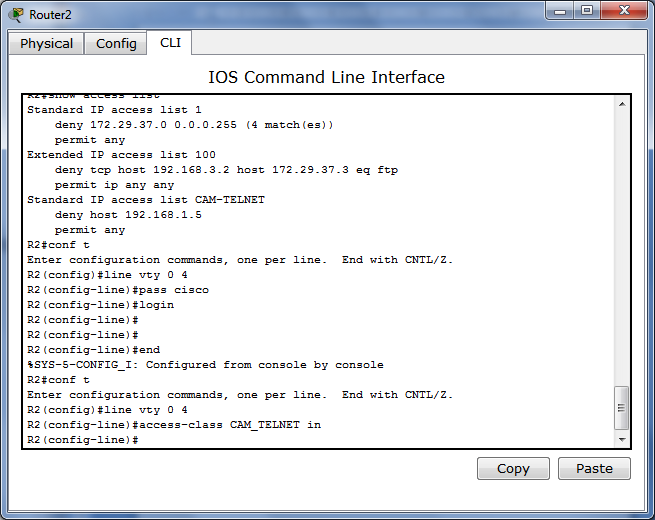 Router2
Physical Config CLI
IOS Command Line Interface
R2#show access list
Standard IP access list 1
    deny 172.29.37.0 0.0.0.255 (4 match(es))
    permit any
Extended IP access list 100
    deny tcp host 192.168.3.2 host 172.29.37.3 eq ftp
    permit ip any any
Standard IP access list CAM-TELNET
    deny host 192.168.1.5
    permit any
R2#conf t
Enter configuration commands, one per line.  End with CNTL/Z.
R2(config)#line vty 0 4
R2(config-line)#pass cisco
R2(config-line)#login
R2(config-line)#
R2(config-line)#
R2(config-line)#end
%SYS-5-CONFIG_I: Configured from console by console
R2#conf t
Enter configuration commands, one per line.  End with CNTL/Z.
R2(config)#line vty 0 4
R2(config-line)#access-class CAM_TELNET in
R2(config-line)#
Copy Paste